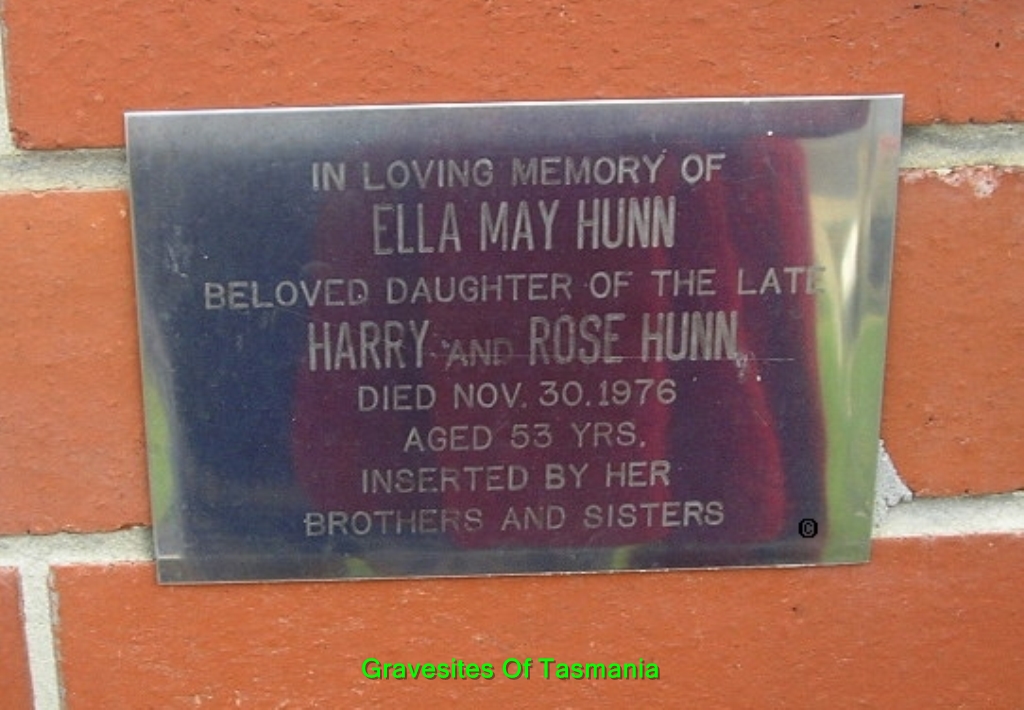 IN LOVING MEMORY OF
ELLA MAY HUNN
BELOVED DAUGHTER OF THE LATE
HARRY AND ROSE HUNN
DIED NOV. 30. 1976
AGED 53 YRS.
INSERTED BY HER
BROTHERS AND SISTERS
©
Gravesites Of Tasmania